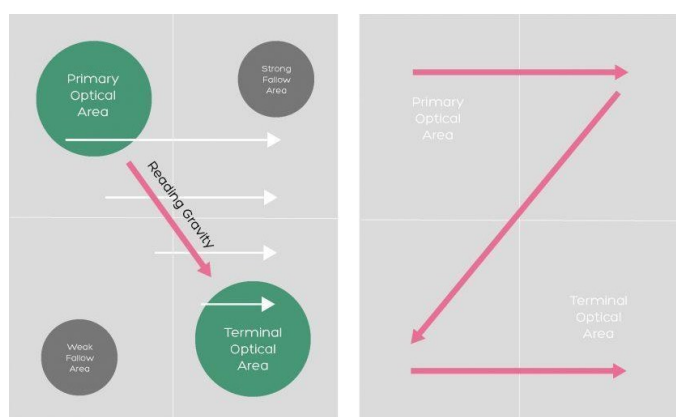 Primary
Optical
Area
Strong
Fallow
Area
Reading Gravity
Weak
Fallow
Area
Terminal
Optical
Area
Primary
Optical
Area
Terminal
Optical
Area